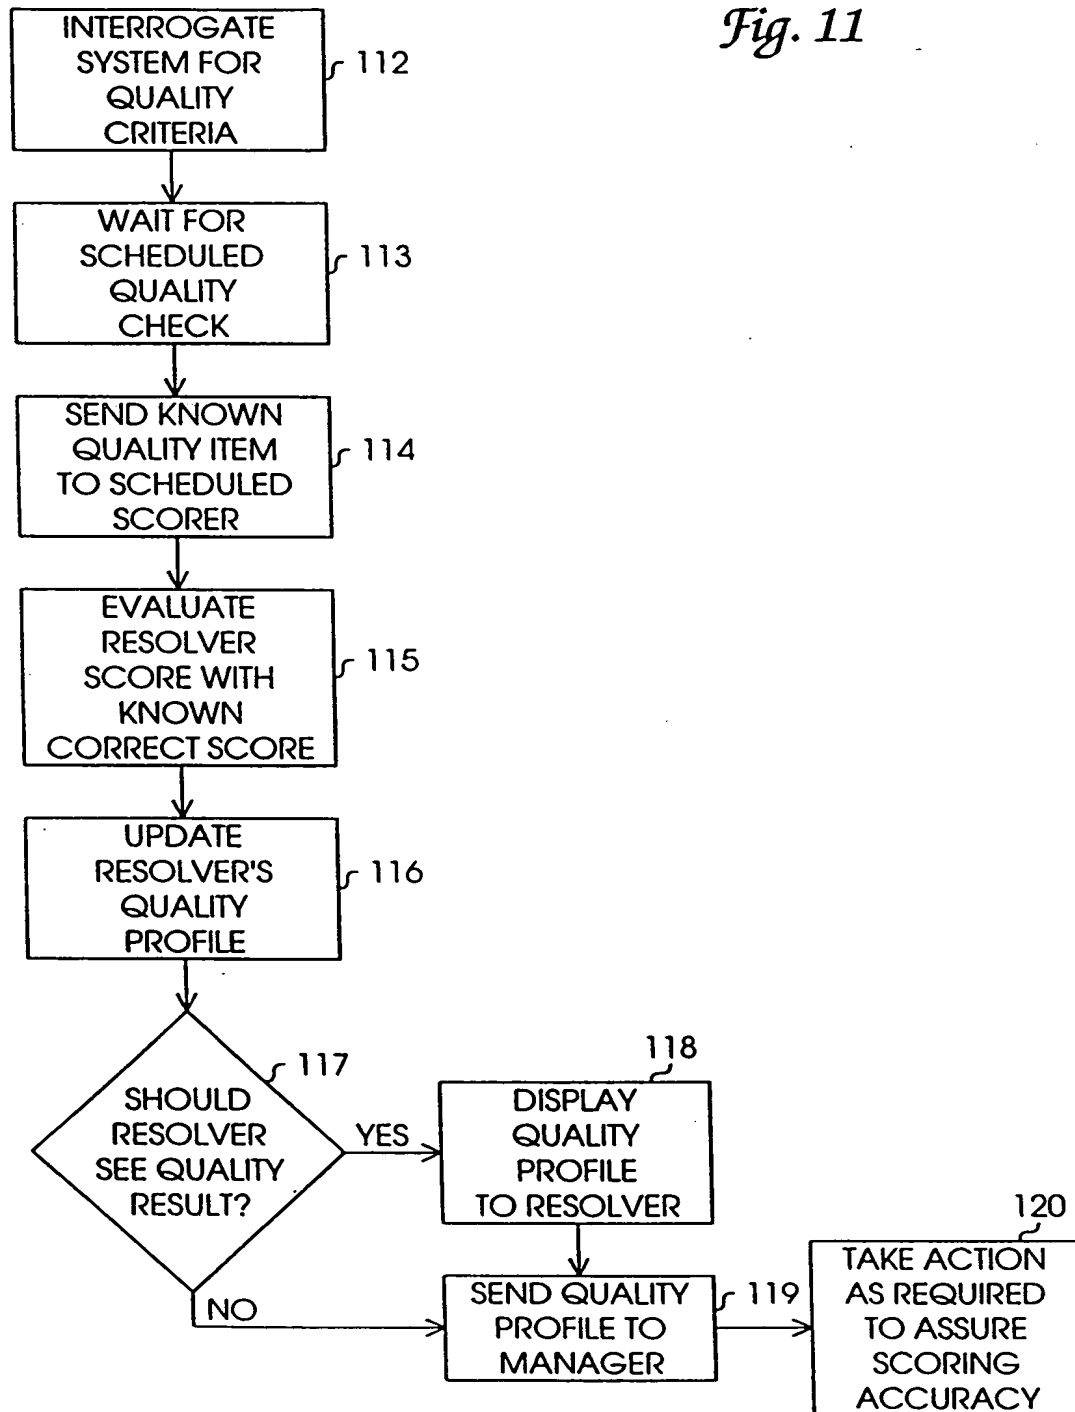 Fig. 11
INTERROGATE
SYSTEM FOR
QUALITY
CRITERIA
112
WAIT FOR
SCHEDULED
QUALITY
CHECK
113
SEND KNOWN
QUALITY ITEM
TO SCHEDULED
SCORER
114
EVALUATE
RESOLVER
SCORE WITH
KNOWN
CORRECT SCORE
115
UPDATE
RESOLVER'S
QUALITY
PROFILE
116
SHOULD
RESOLVER
SEE QUALITY
RESULT?
117
YES
NO
DISPLAY
QUALITY
PROFILE
TO RESOLVER
118
SEND QUALITY
PROFILE TO
MANAGER
119
TAKE ACTION
AS REQUIRED
TO ASSURE
SCORING
ACCURACY
120